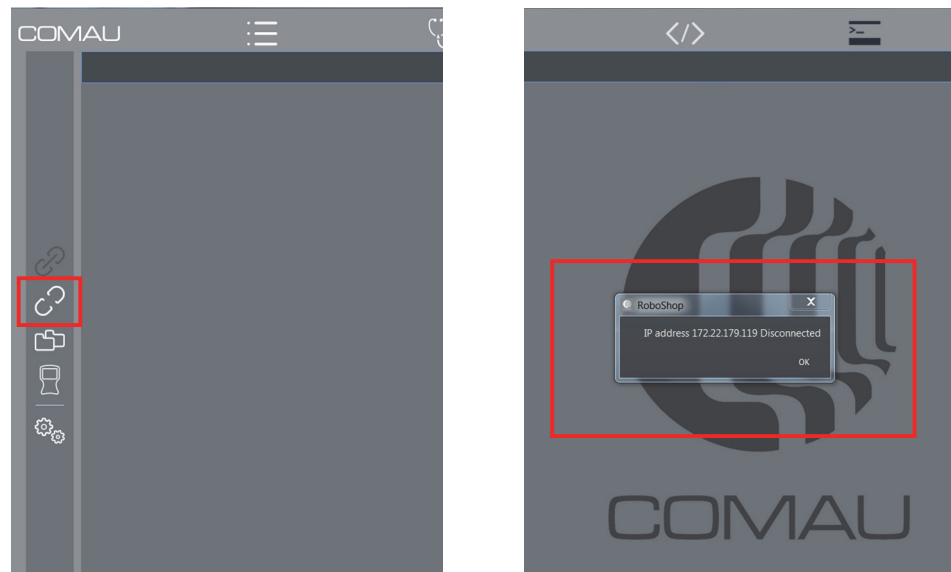 COMAU
RoboShop
X
IP address 172.22.179.119 Disconnected
OK
COMAU